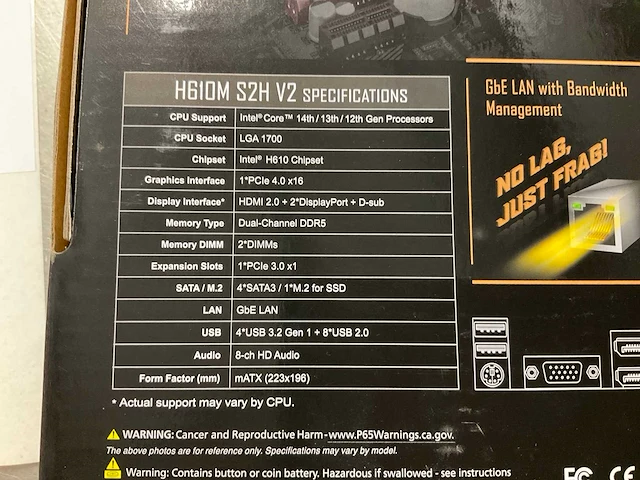 H610M S2H V2 SPECIFICATIONS
CPU Support Intel® Core™ 14th / 13th / 12th Gen Processors
CPU Socket LGA 1700
Chipset Intel® H610 Chipset
Graphics Interface 1*PCIe 4.0 x16
Display Interface* HDMI 2.0 + 2*DisplayPort + D-sub
Memory Type Dual-Channel DDR5
Memory DIMM 2*DIMMs
Expansion Slots 1*PCIe 3.0 x1
SATA / M.2 4*SATA3 / 1*M.2 for SSD
LAN GbE LAN
USB 4*USB 3.2 Gen 1 + 8*USB 2.0
Audio 8-ch HD Audio
Form Factor (mm) mATX (223x196)
* Actual support may vary by CPU.
WARNING: Cancer and Reproductive Harm - www.P65Warnings.ca.gov.
The above photos are for reference only. Specifications may vary by model.
Warning: Contains button or coin battery. Hazardous if swallowed - see instructions
GbE LAN with Bandwidth
Management
NO LAG,
JUST FRAG!
FC CE